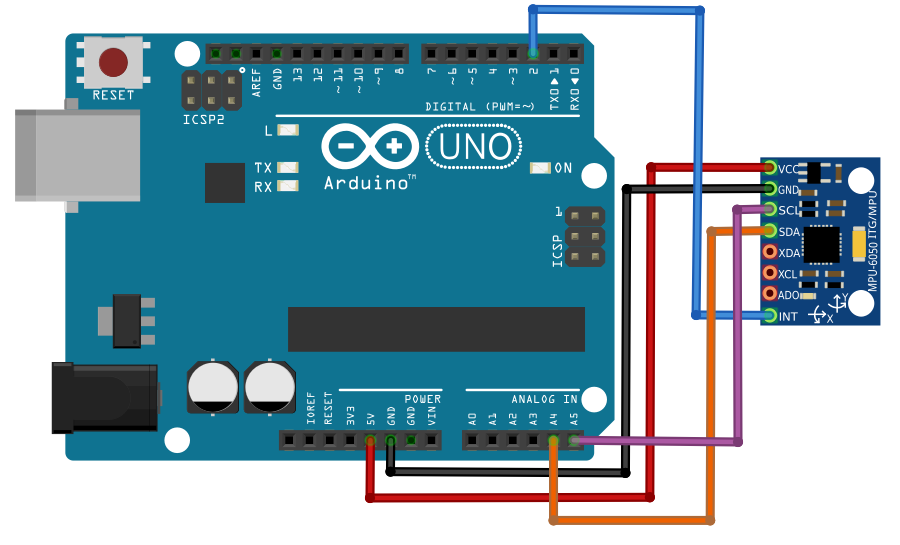 RESET
ICSP2
AREF
GND
13
12
~11
~10
~9
8
7
~6
~5
4
~3
2
TX0▶1
RX0◀0
DIGITAL (PWM=~)
L
TX
RX
UNO
Arduino™
ON
1
ICSP
POWER
ANALOG IN
IOREF
RESET
3V3
5V
GND
GND
VIN
A0
A1
A2
A3
A4
A5
VCC
GND
SCL
SDA
XDA
XCL
ADO
INT
MPU-6050 ITG/MPU
Y
X